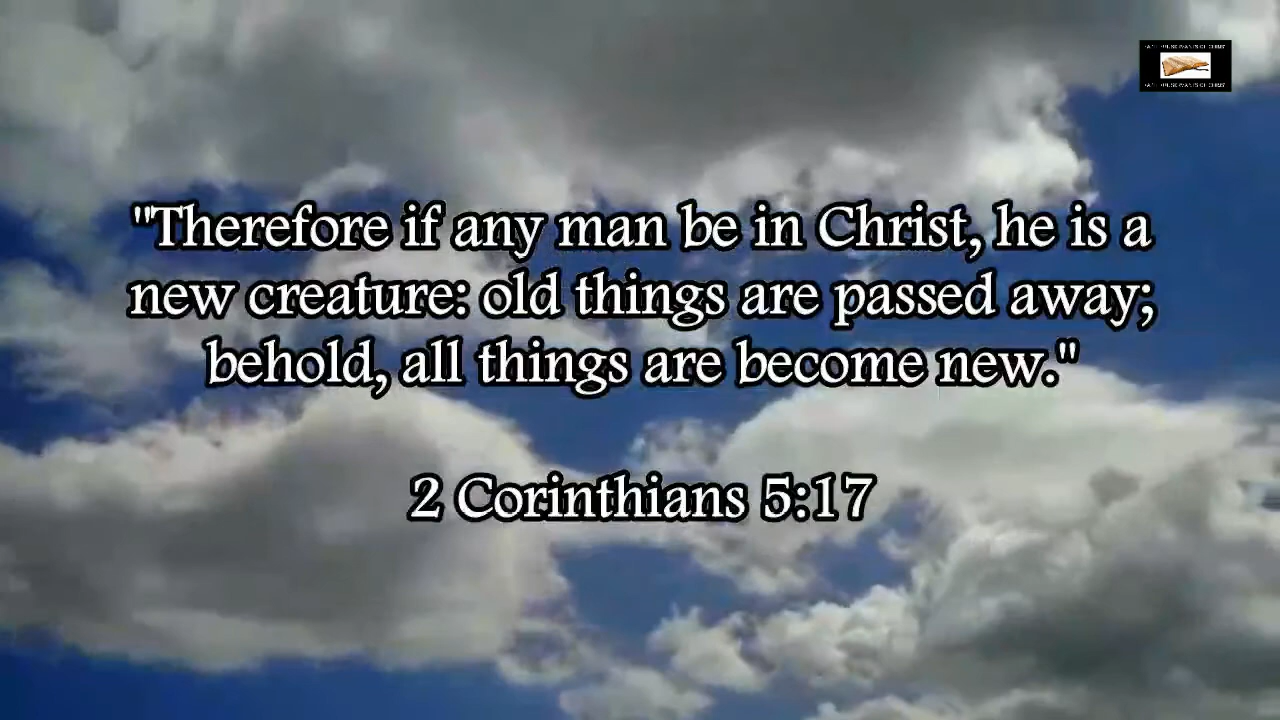 "Therefore if any man be in Christ, he is a
new creature: old things are passed away;
behold, all things are become new."
2 Corinthians 5:17